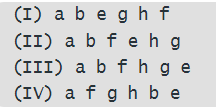 (I) a b e g h f
(II) a b f e h g
(III) a b f h g e
(IV) a f g h b e